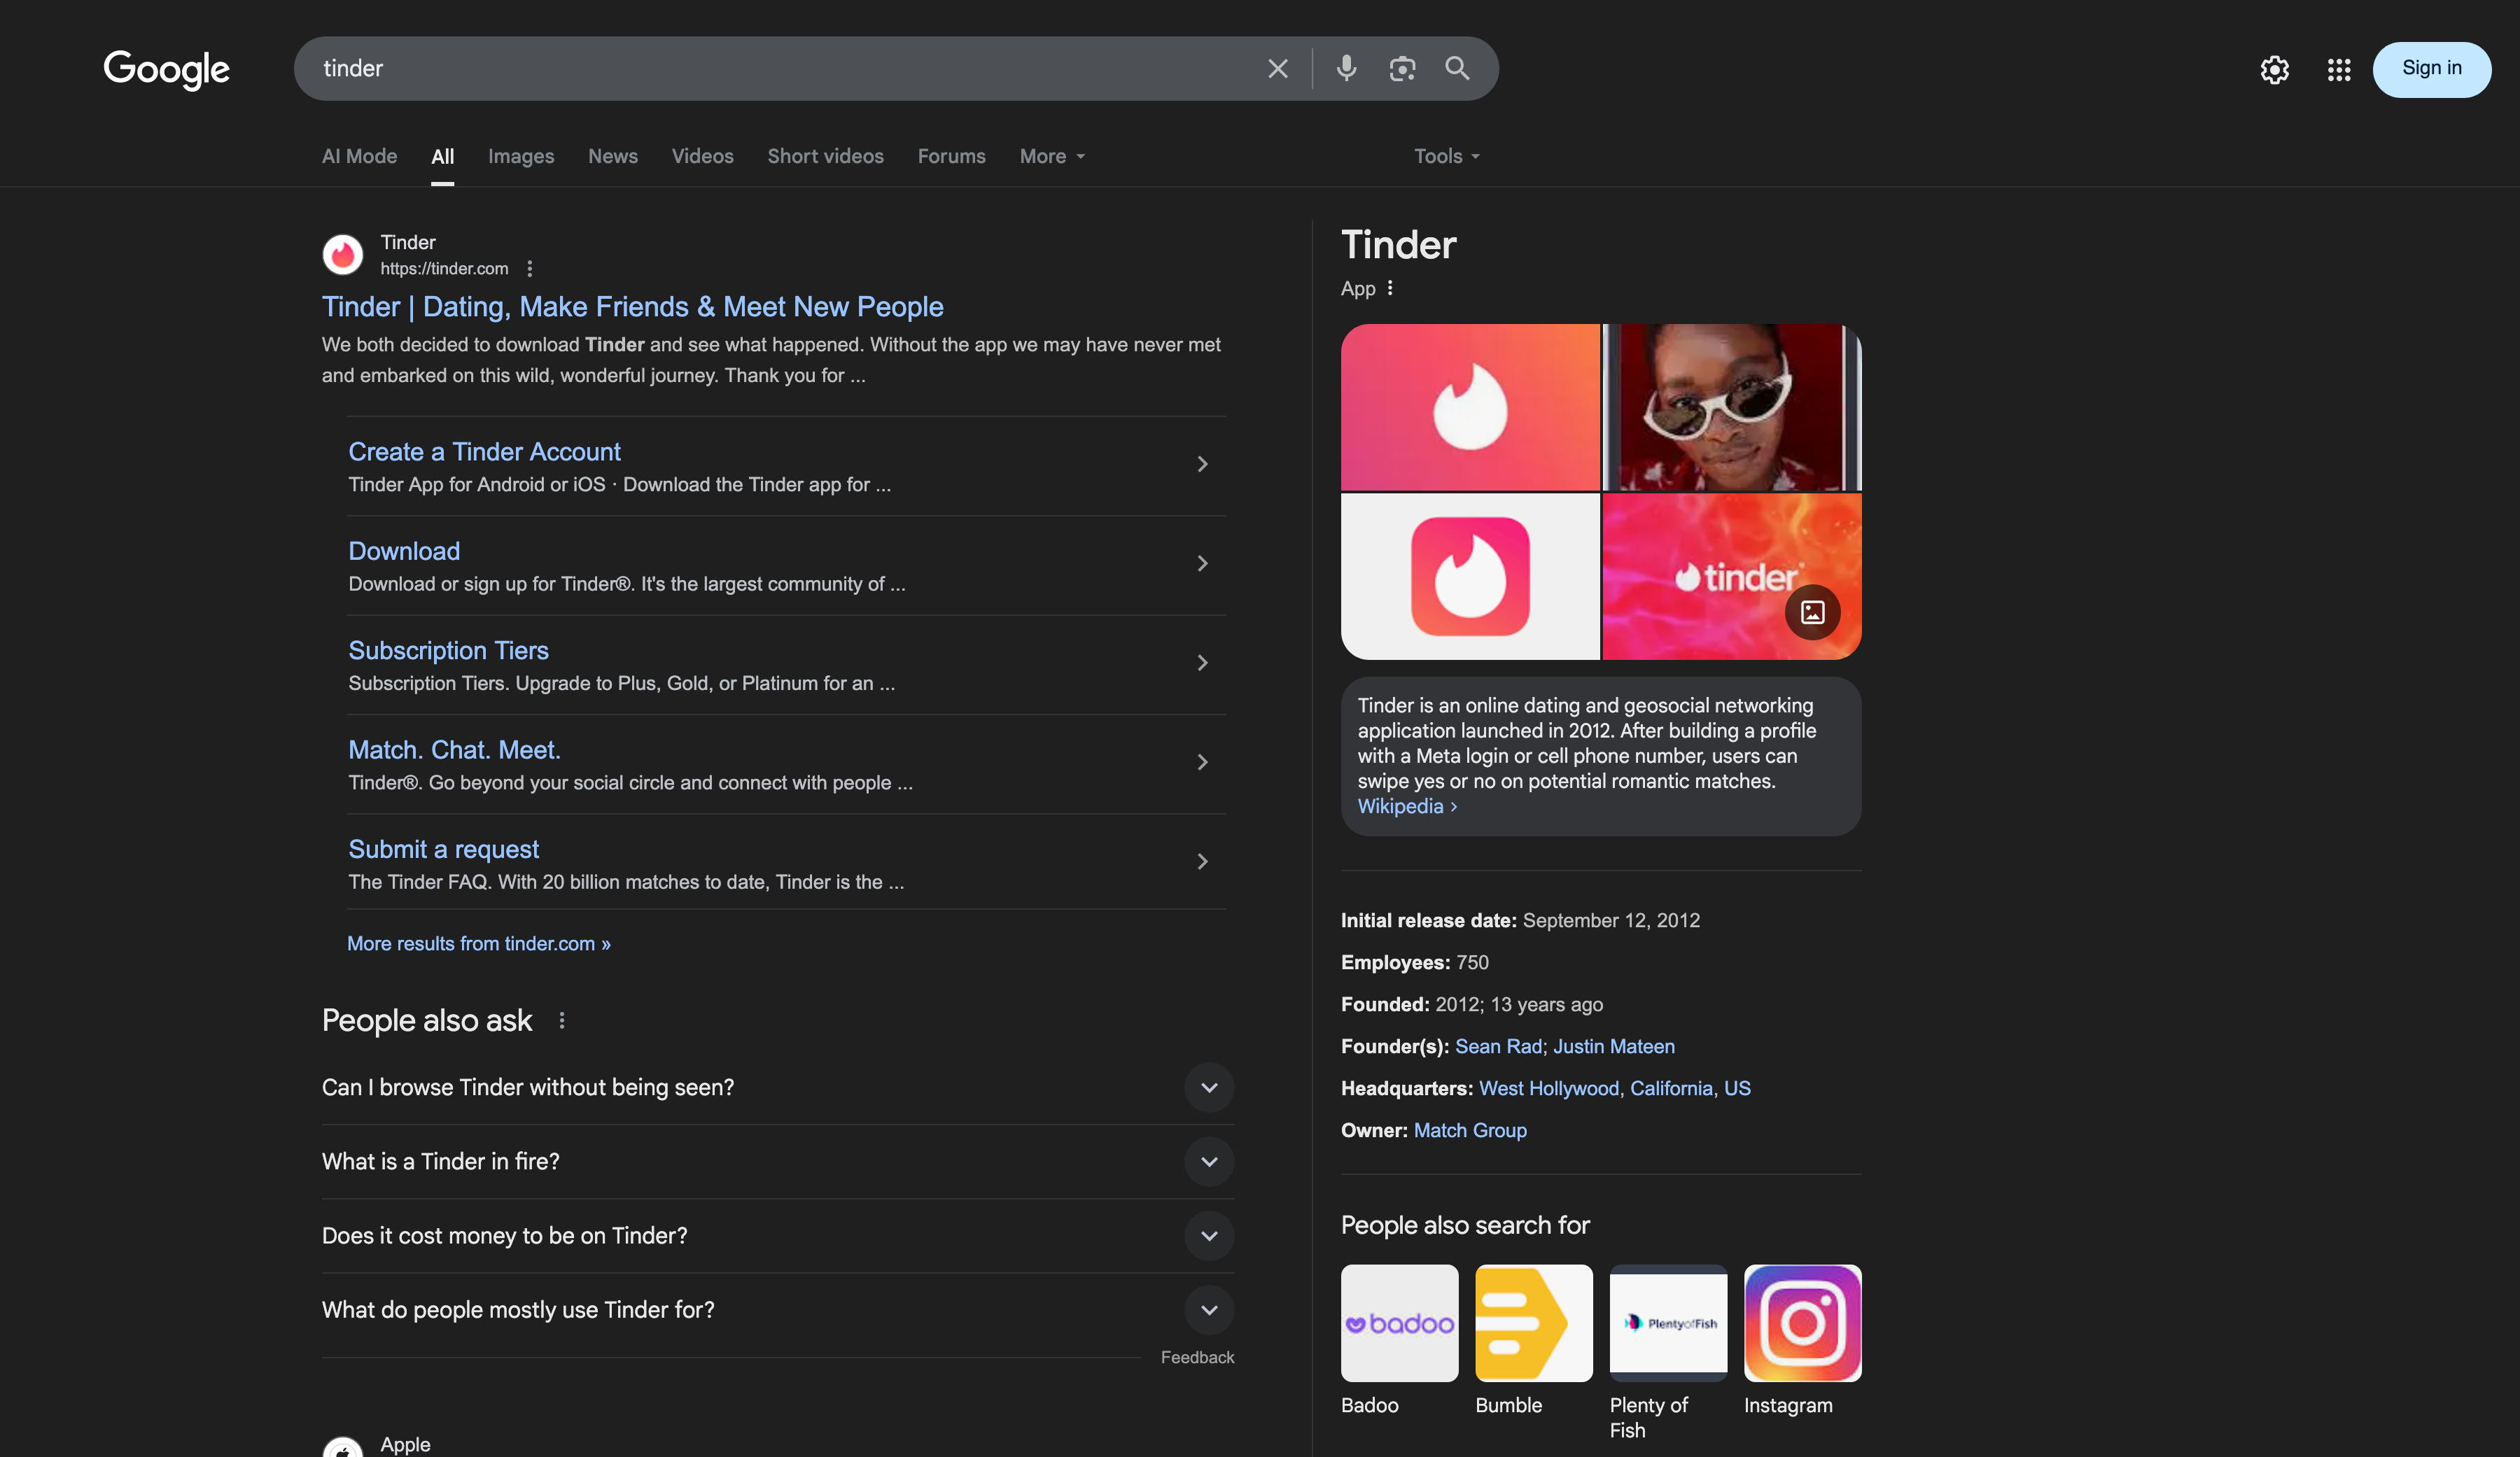 Google
tinder
Sign in
AI Mode
All
Images
News
Videos
Short videos
Forums
More
Tools
Tinder
https://tinder.com
Tinder | Dating, Make Friends & Meet New People
We both decided to download Tinder and see what happened. Without the app we may have never met
and embarked on this wild, wonderful journey. Thank you for ...
Create a Tinder Account
Tinder App for Android or iOS · Download the Tinder app for ...
Download
Download or sign up for Tinder®. It's the largest community of ...
Subscription Tiers
Subscription Tiers. Upgrade to Plus, Gold, or Platinum for an ...
Match. Chat. Meet.
Tinder®. Go beyond your social circle and connect with people ...
Submit a request
The Tinder FAQ. With 20 billion matches to date, Tinder is the ...
More results from tinder.com »
People also ask
Can I browse Tinder without being seen?
What is a Tinder in fire?
Does it cost money to be on Tinder?
What do people mostly use Tinder for?
Feedback
Apple
Tinder
App
tinder
Tinder is an online dating and geosocial networking
application launched in 2012. After building a profile
with a Meta login or cell phone number, users can
swipe yes or no on potential romantic matches.
Wikipedia ›
Initial release date: September 12, 2012
Employees: 750
Founded: 2012; 13 years ago
Founder(s): Sean Rad; Justin Mateen
Headquarters: West Hollywood, California, US
Owner: Match Group
People also search for
badoo
PlentyofFish
Badoo
Bumble
Plenty of
Fish
Instagram